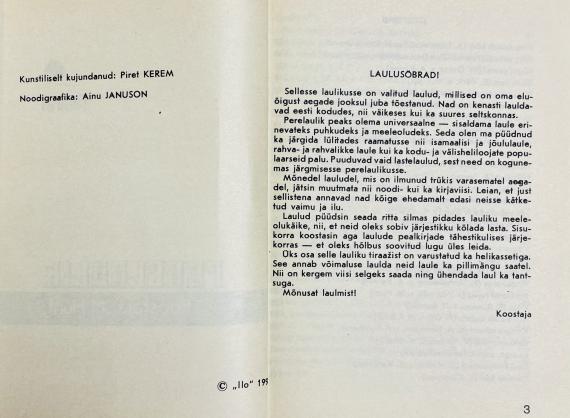 Kunstiliselt kujundanud: Piret KEREM
Noodigraafika: Ainu JANUSON
© „Ilo" 199
LAULUSÕBRAD!
Sellesse laulikusse on valitud laulud, millised on oma elu-
õigust aegade jooksul juba tõestanud. Nad on kenasti laulda-
vad eesti kodudes, nii väikeses kui ka suures seltskonnas.
Perelaulik peaks olema universaalne — sisaldama laule eri-
nevateks puhkudeks ja meeleoludeks. Seda olen ma püüdnud
ka järgida lülitades raamatusse nii isamaalisi ja jõululaule,
rahva- ja rahvalikke laule kui ka kodu- ja välisheliloojate popu-
laarseid palu. Puuduvad vaid lastelaulud, sest need on kogune-
mas järgmisesse perelaulikusse.
Mõnedel lauludel, mis on ilmunud trükis varasematel aega-
del, jätsin muutmata nii noodi- kui ka kirjaviisi. Leian, et just
sellistena annavad nad kõige ehedamalt edasi neisse kätke-
tud vaimu ja ilu.
Laulud püüdsin seada ritta silmas pidades lauliku meele-
olukäike, nii, et neid oleks sobiv järjestikku kõlada lasta. Sisu-
korra koostasin aga laulude pealkirjade tähestikulises järje-
korras — et oleks hõlbus soovitud lugu üles leida.
Üks osa selle lauliku tiraažist on varustatud ka helikassetiga.
See annab võimaluse laulda neid laule ka pillimängu saatel.
Nii on kergem viisi selgeks saada ning ühendada laul ka tant-
suga.
Mõnusat laulmist!
Koostaja
3